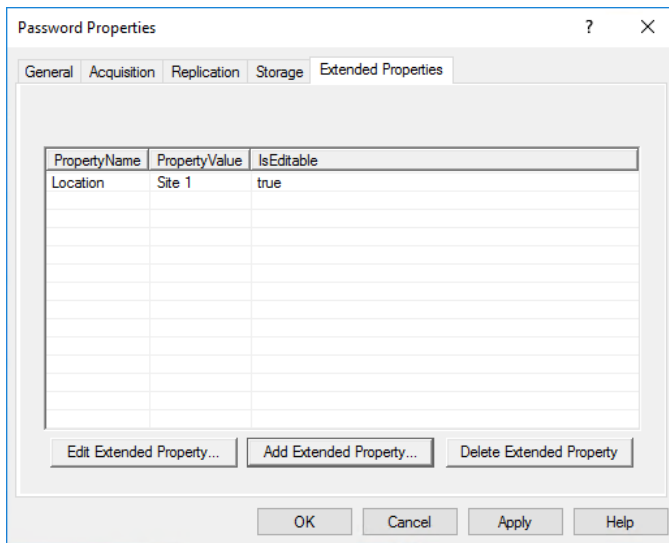 Password Properties ? ×
General Acquisition Replication Storage Extended Properties
PropertyName PropertyValue IsEditable
Location Site 1 true
Edit Extended Property... Add Extended Property... Delete Extended Property
OK Cancel Apply Help